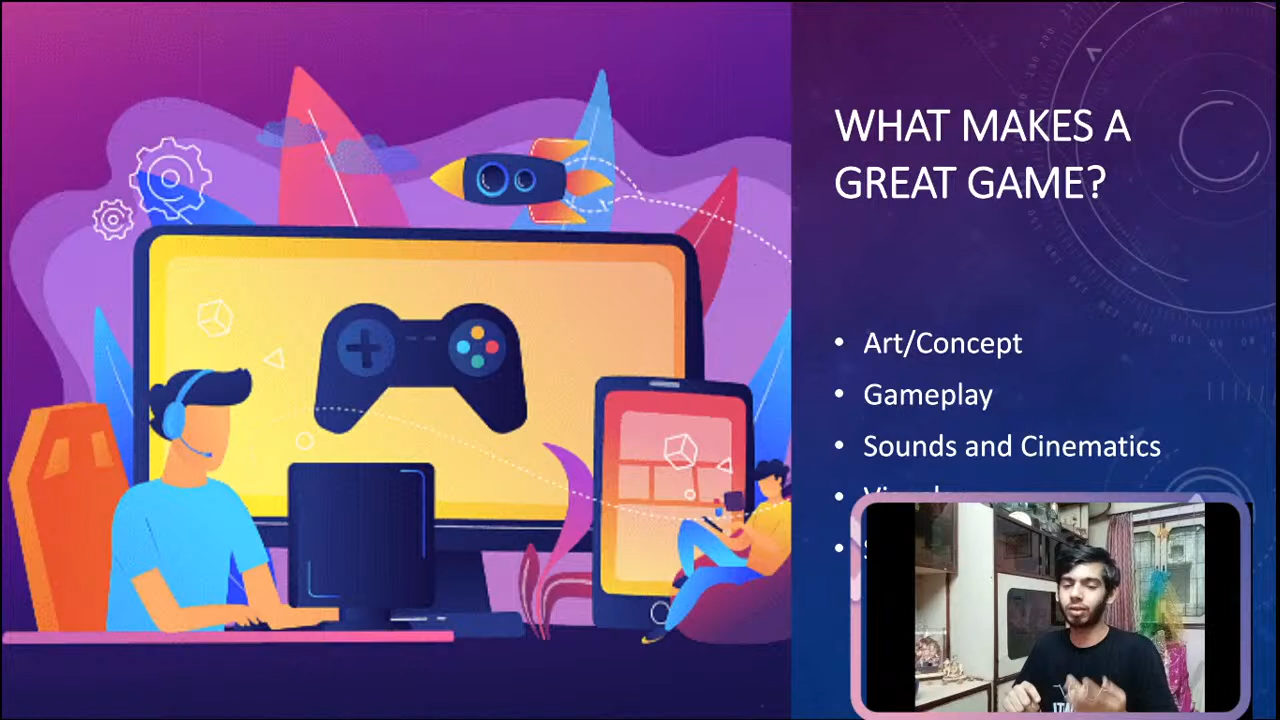 WHAT MAKES A
GREAT GAME?
• Art/Concept
• Gameplay
• Sounds and Cinematics